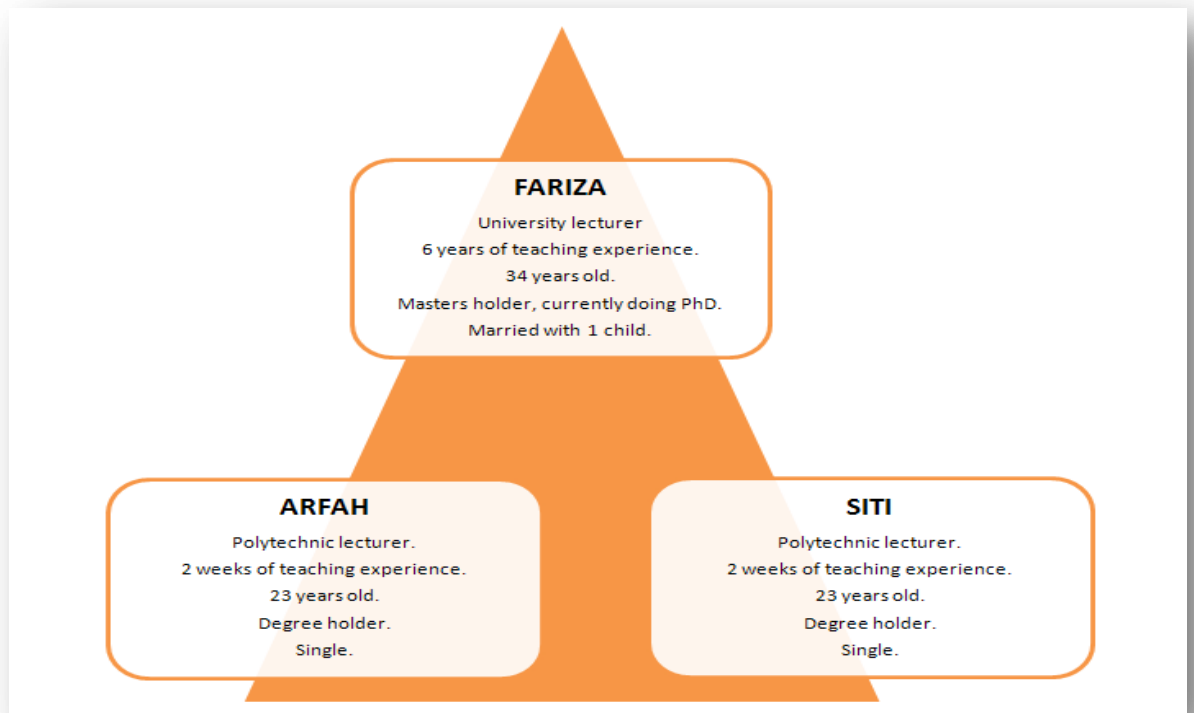 FARIZA
University lecturer
6 years of teaching experience.
34 years old.
Masters holder, currently doing PhD.
Married with 1 child.
ARFAH
Polytechnic lecturer.
2 weeks of teaching experience.
23 years old.
Degree holder.
Single.
SITI
Polytechnic lecturer.
2 weeks of teaching experience.
23 years old.
Degree holder.
Single.